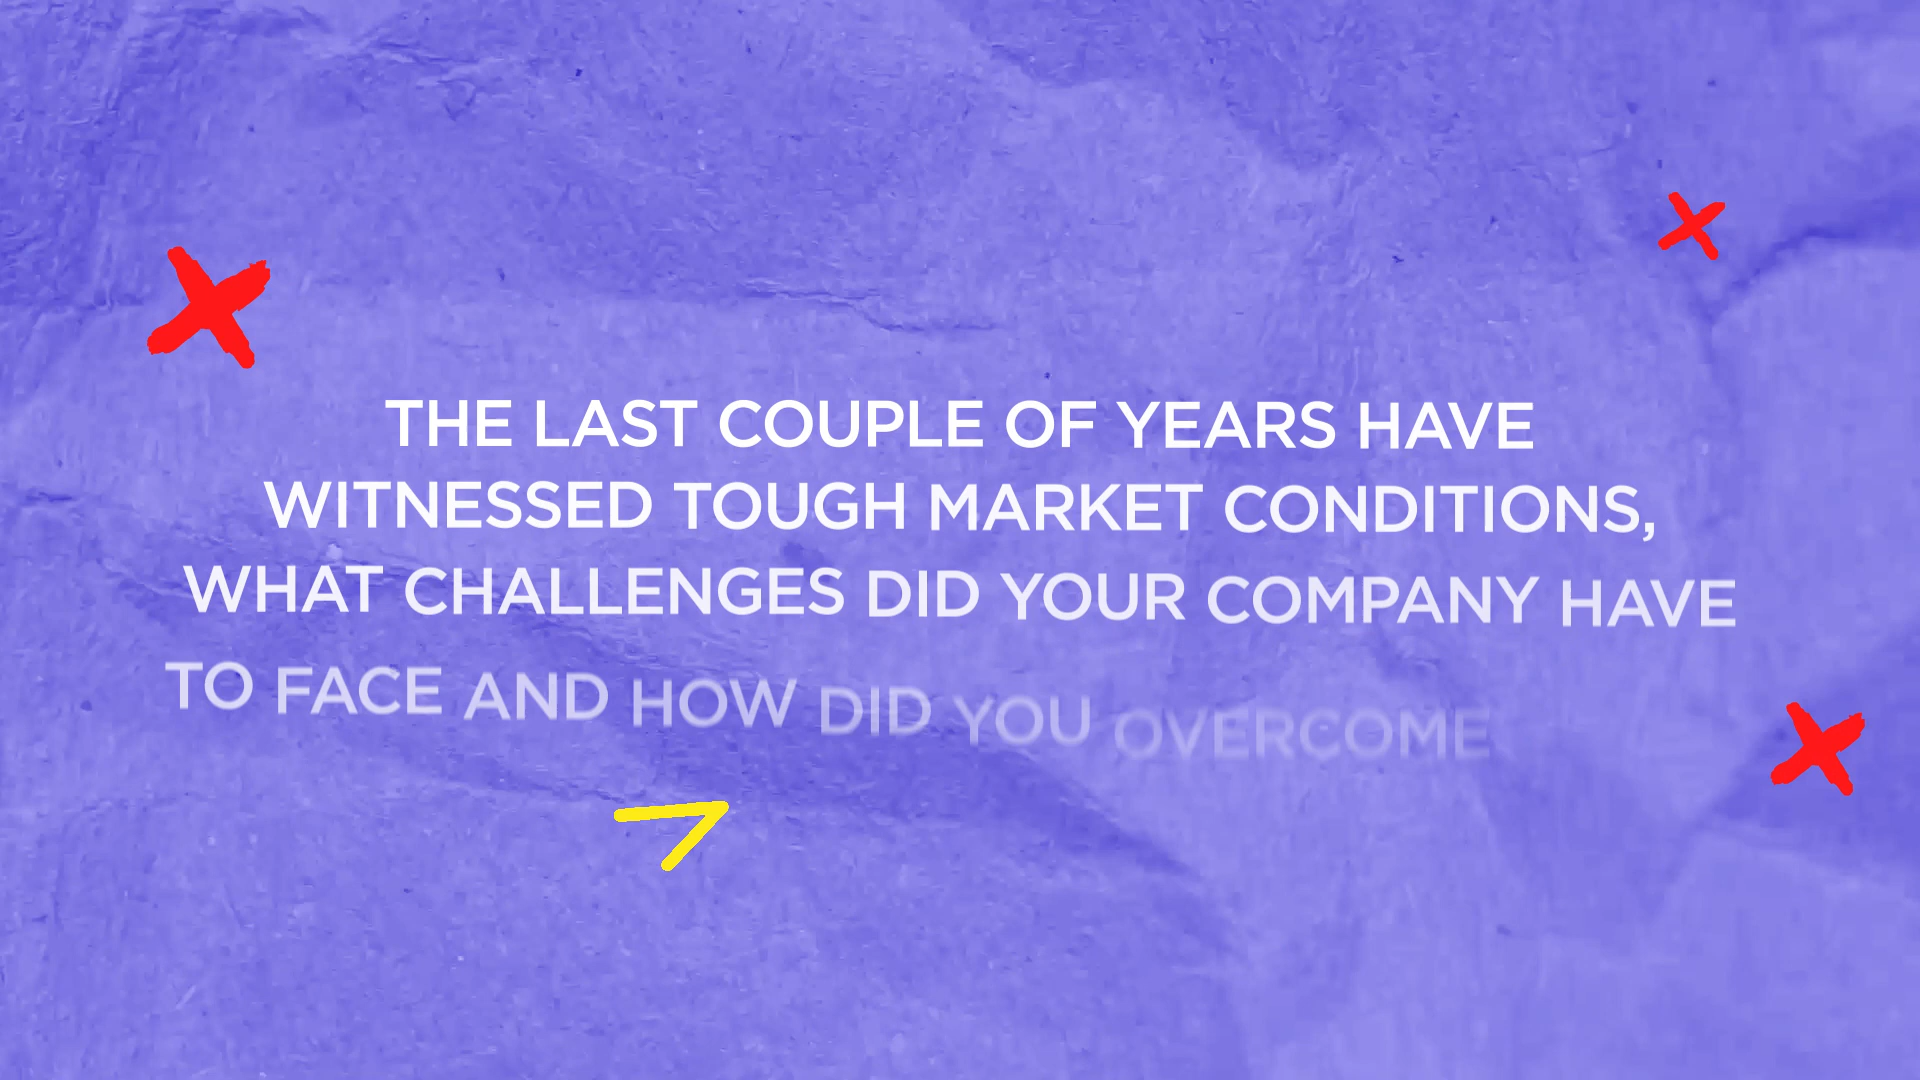 THE LAST COUPLE OF YEARS HAVE
WITNESSED TOUGH MARKET CONDITIONS,
WHAT CHALLENGES DID YOUR COMPANY HAVE
TO FACE AND HOW DID YOU OVERCOME